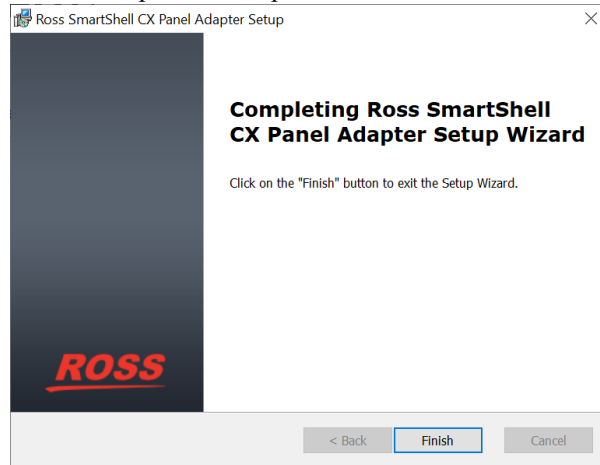 Ross SmartShell CX Panel Adapter Setup
Completing Ross SmartShell
CX Panel Adapter Setup Wizard
Click on the "Finish" button to exit the Setup Wizard.
ROSS
< Back Finish Cancel